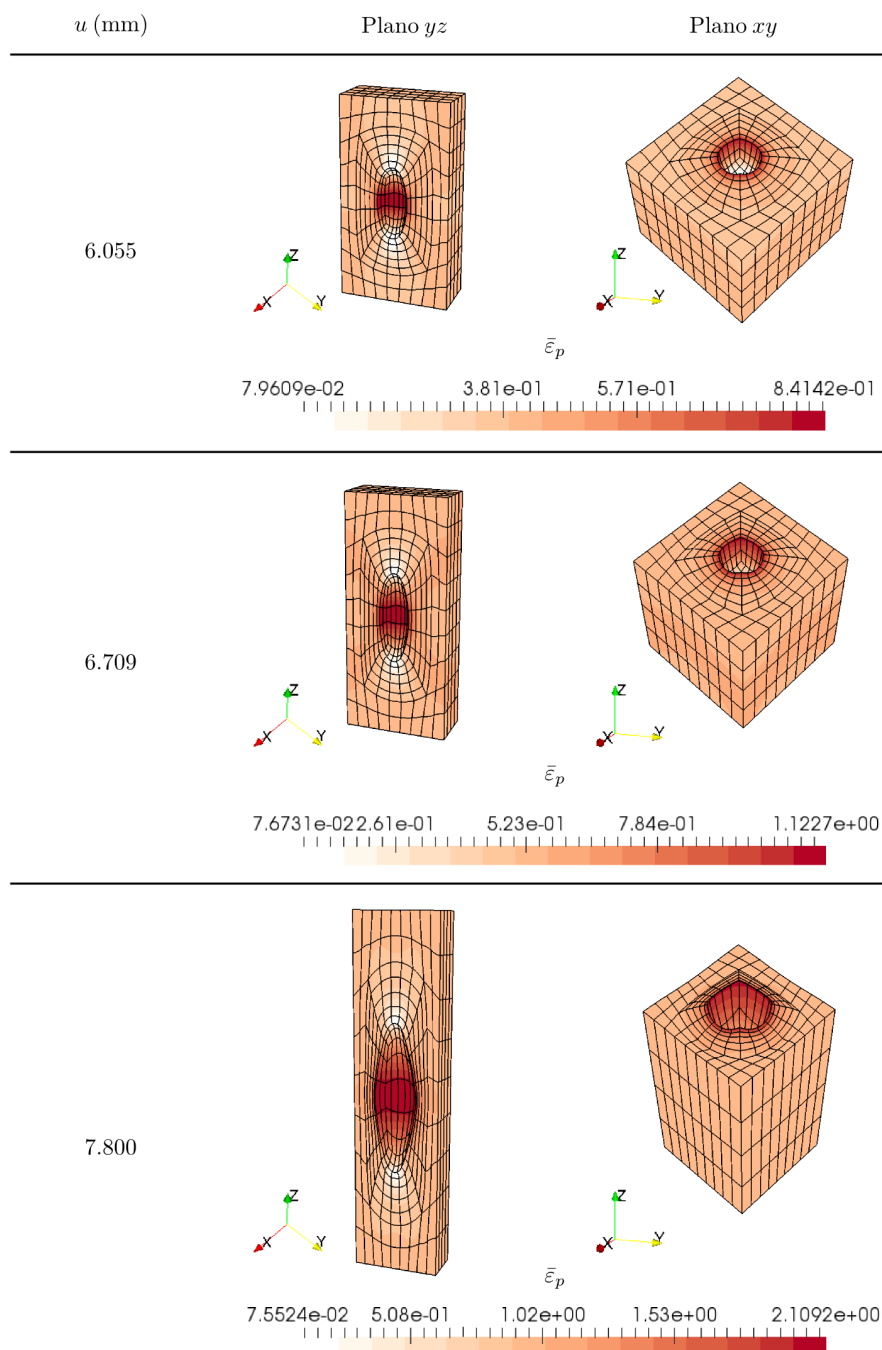 u (mm) Plano yz Plano xy
6.055
Z X Y
Z X Y
ε̄p
7.9609e-02 3.81e-01 5.71e-01 8.4142e-01
6.709
Z X Y
Z X Y
ε̄p
7.6731e-022.61e-01 5.23e-01 7.84e-01 1.1227e+00
7.800
Z X Y
Z X Y
ε̄p
7.5524e-02 5.08e-01 1.02e+00 1.53e+00 2.1092e+00